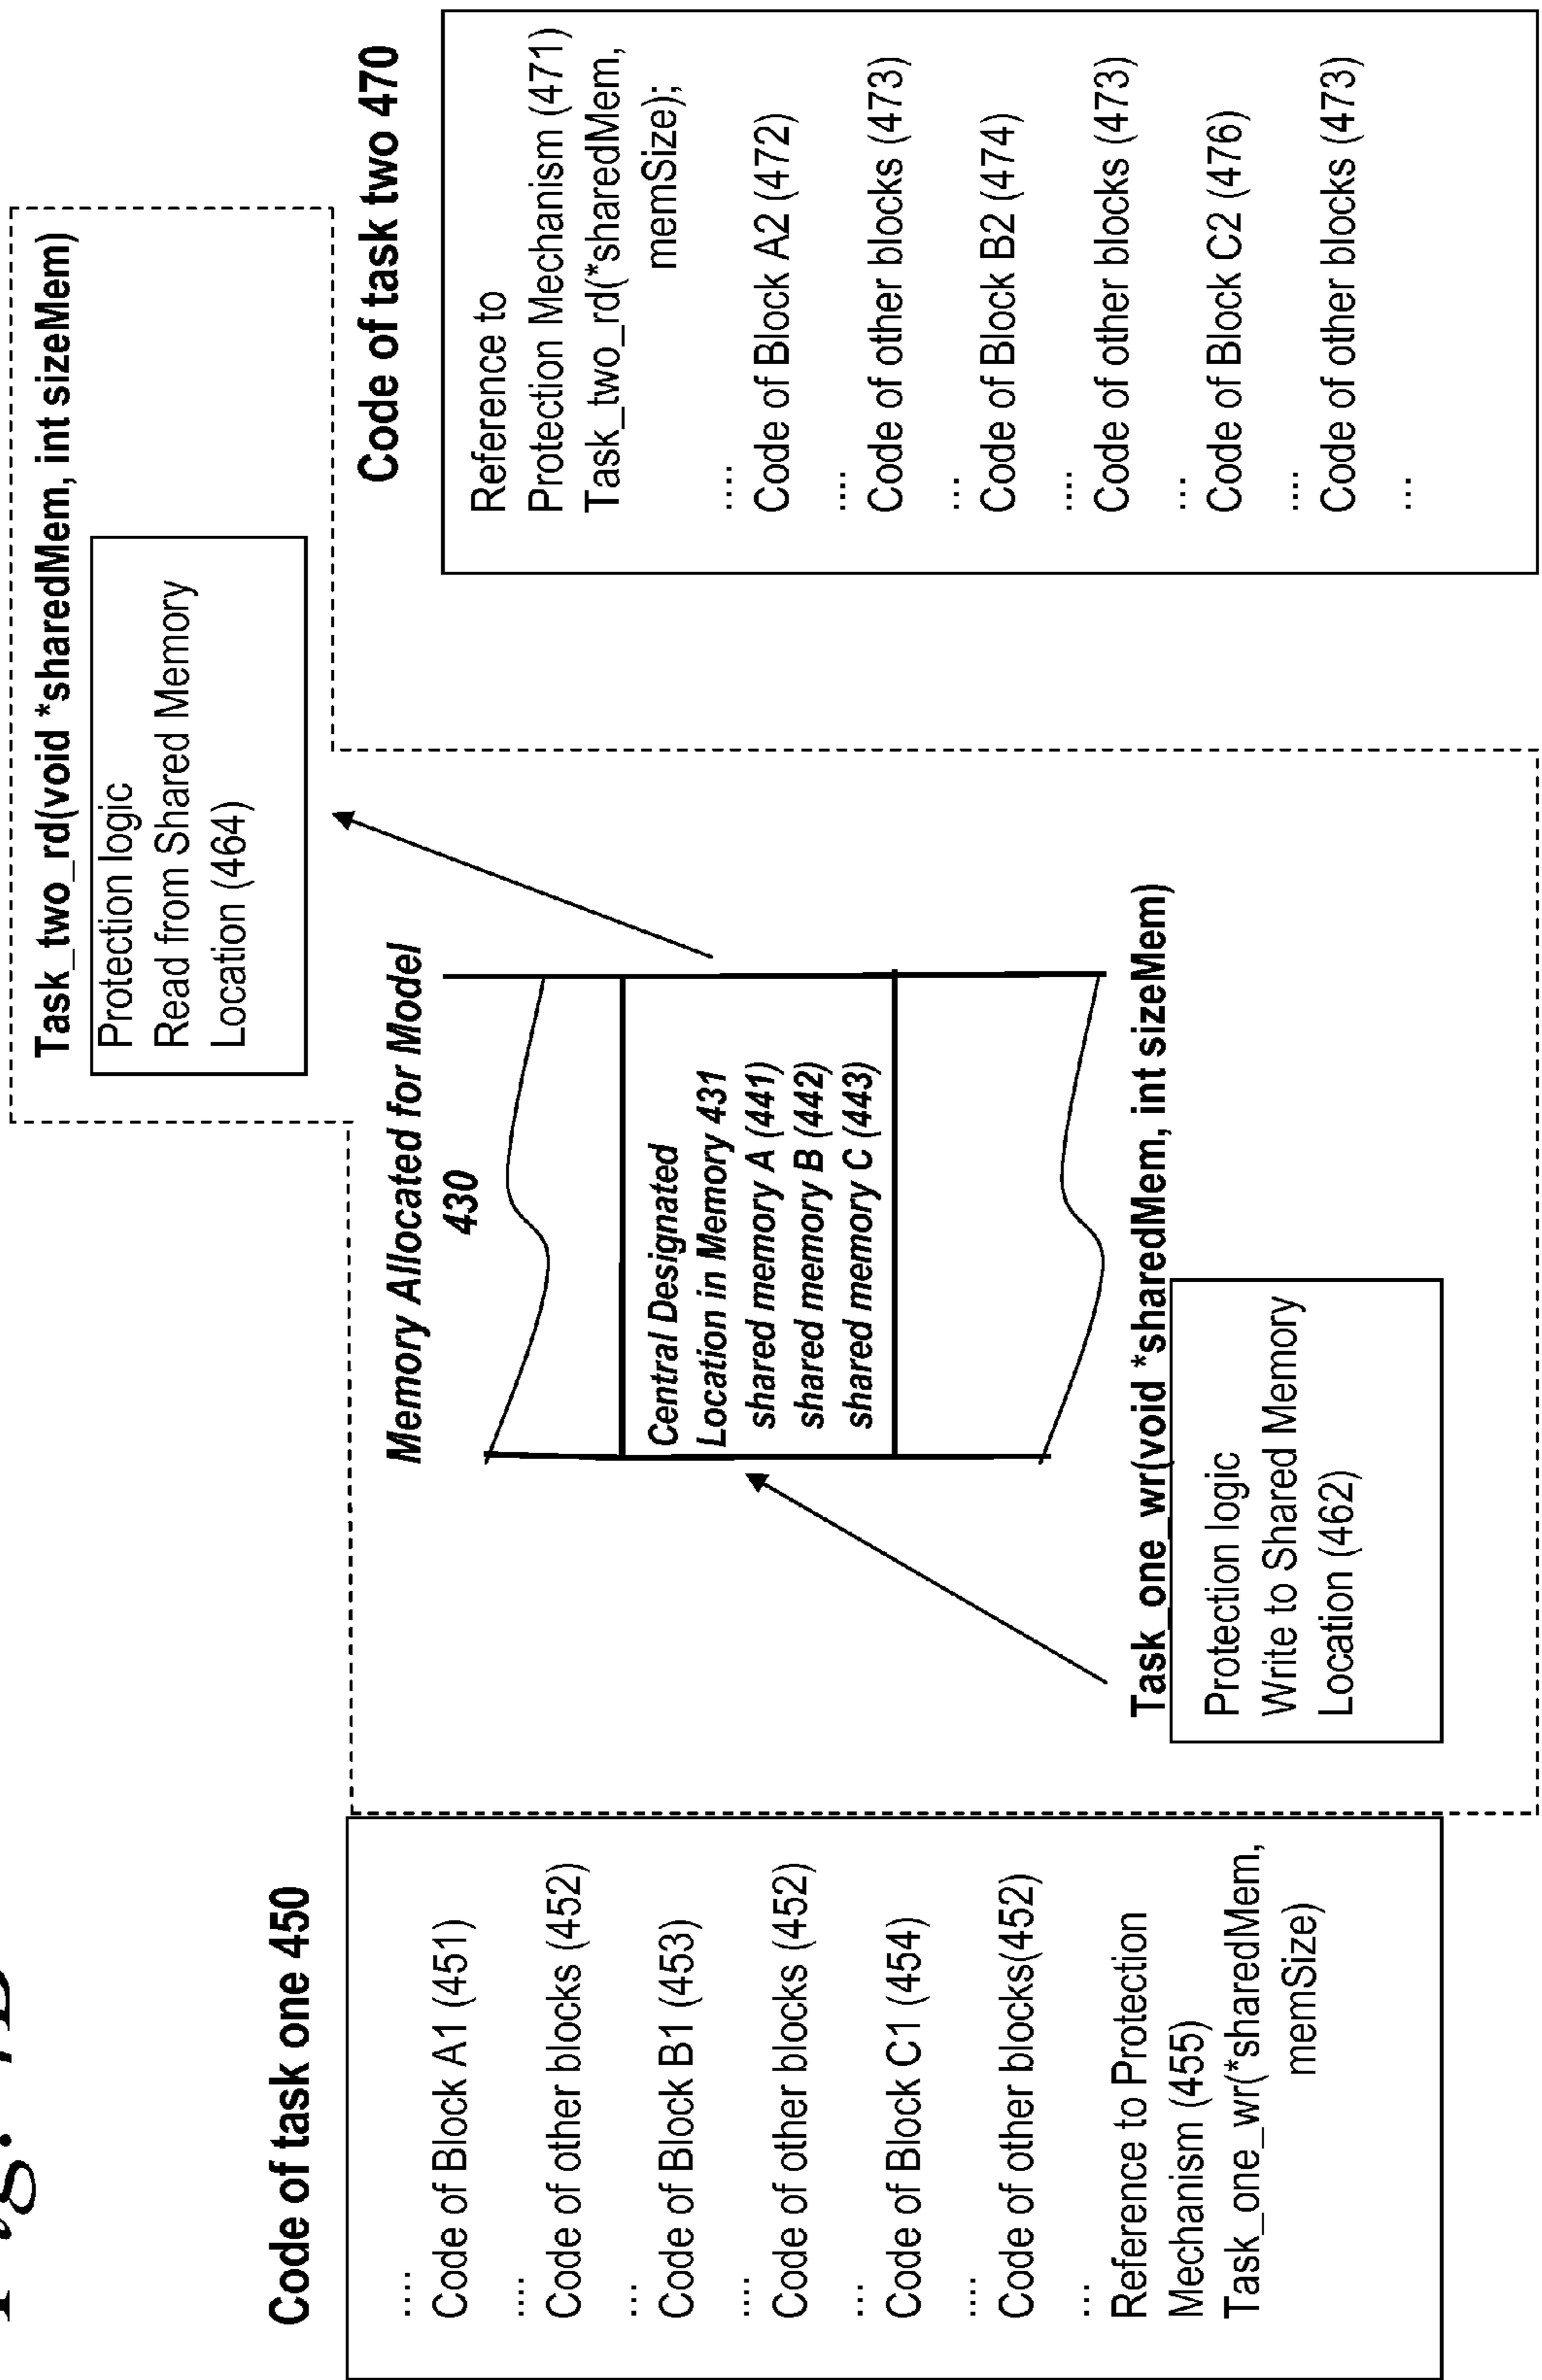 Code of task one 450
....
Code of Block A1 (451)
....
Code of other blocks (452)
...
Code of Block B1 (453)
....
Code of other blocks (452)
...
Code of Block C1 (454)
....
Code of other blocks(452)
...
Reference to Protection
Mechanism (455)
Task_one_wr(*sharedMem,
memSize)
Task_two_rd(void *sharedMem, int sizeMem)
Protection logic
Read from Shared Memory
Location (464)
Memory Allocated for Model
430
Central Designated
Location in Memory 431
shared memory A (441)
shared memory B (442)
shared memory C (443)
Task_one_wr(void *sharedMem, int sizeMem)
Protection logic
Write to Shared Memory
Location (462)
Code of task two 470
Reference to
Protection Mechanism (471)
Task_two_rd(*sharedMem,
memSize);
....
Code of Block A2 (472)
....
Code of other blocks (473)
...
Code of Block B2 (474)
....
Code of other blocks (473)
...
Code of Block C2 (476)
....
Code of other blocks (473)
...